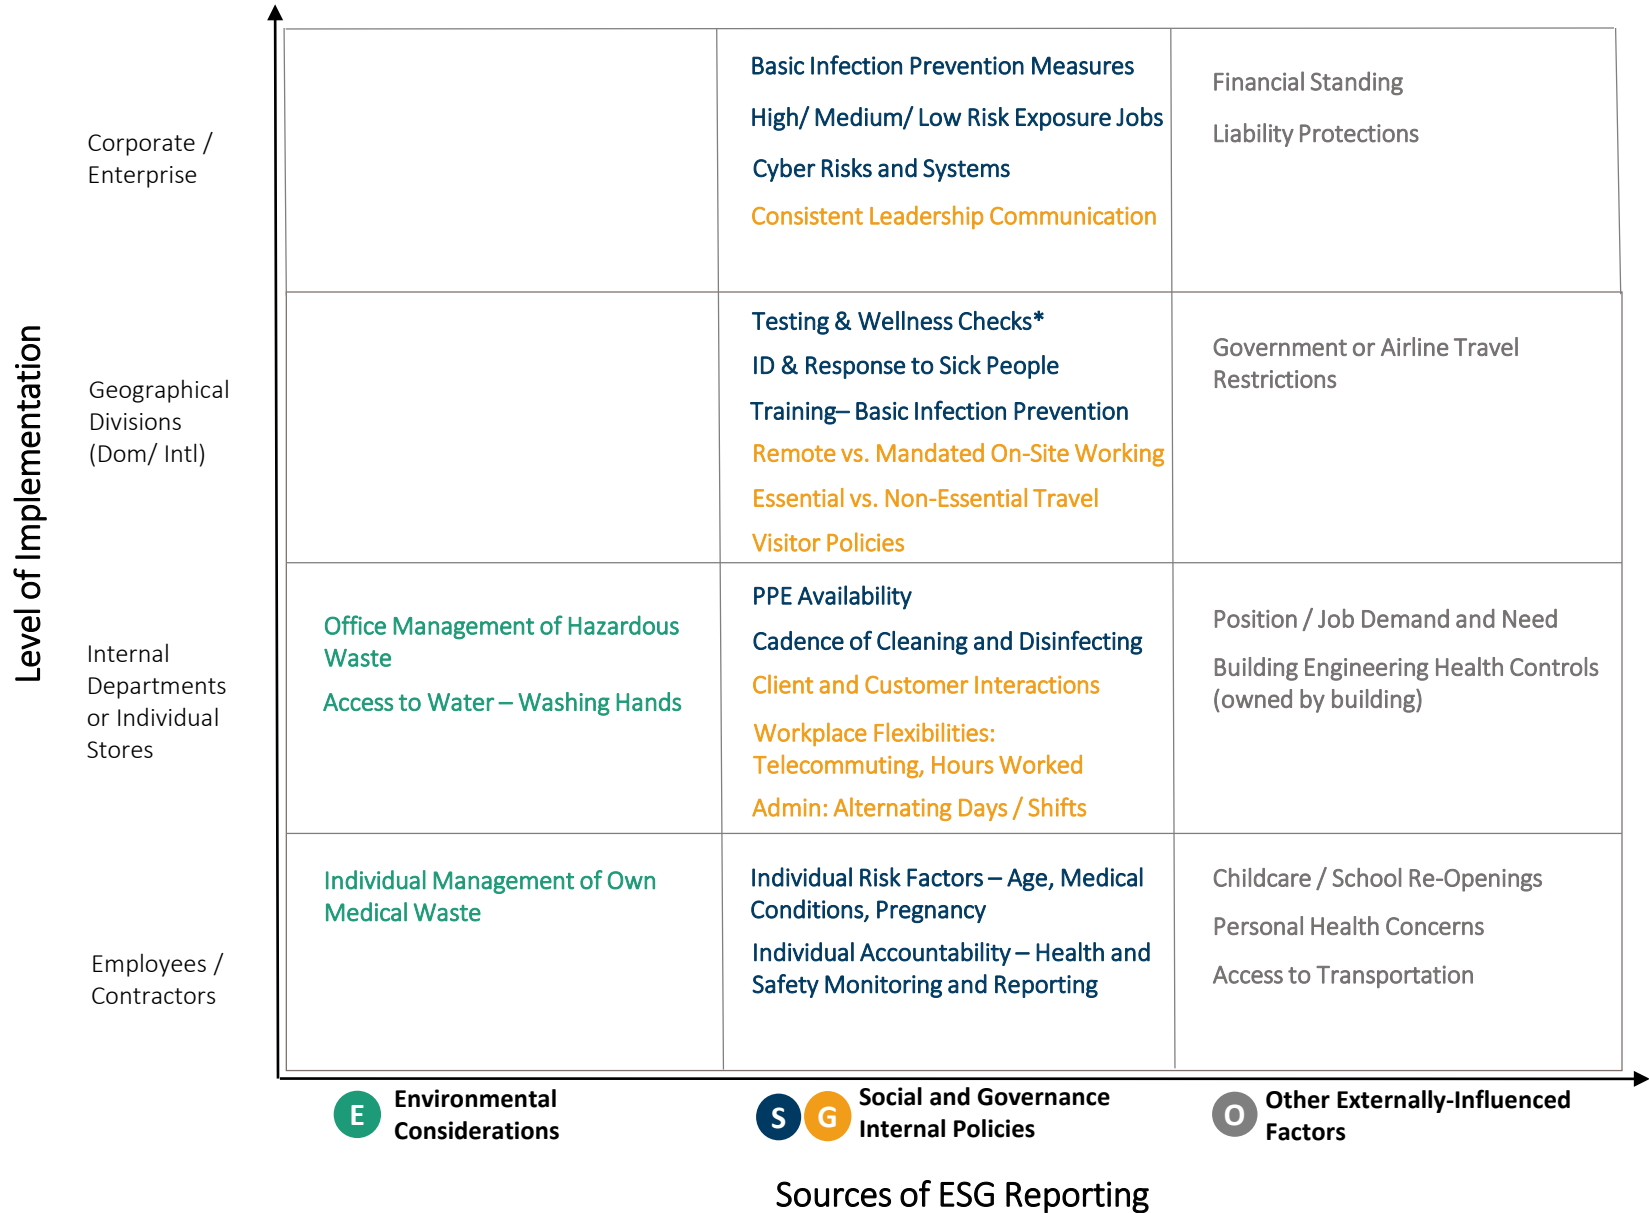 Level of Implementation
Corporate /
Enterprise
Basic Infection Prevention Measures
High/ Medium/ Low Risk Exposure Jobs
Cyber Risks and Systems
Consistent Leadership Communication
Financial Standing
Liability Protections
Geographical
Divisions
(Dom/ Intl)
Testing & Wellness Checks*
ID & Response to Sick People
Training– Basic Infection Prevention
Remote vs. Mandated On-Site Working
Essential vs. Non-Essential Travel
Visitor Policies
Government or Airline Travel
Restrictions
Internal
Departments
or Individual
Stores
Office Management of Hazardous
Waste
Access to Water – Washing Hands
PPE Availability
Cadence of Cleaning and Disinfecting
Client and Customer Interactions
Workplace Flexibilities:
Telecommuting, Hours Worked
Admin: Alternating Days / Shifts
Position / Job Demand and Need
Building Engineering Health Controls
(owned by building)
Employees /
Contractors
Individual Management of Own
Medical Waste
Individual Risk Factors – Age, Medical
Conditions, Pregnancy
Individual Accountability – Health and
Safety Monitoring and Reporting
Childcare / School Re-Openings
Personal Health Concerns
Access to Transportation
E
Environmental
Considerations
S G
Social and Governance
Internal Policies
O
Other Externally-Influenced
Factors
Sources of ESG Reporting